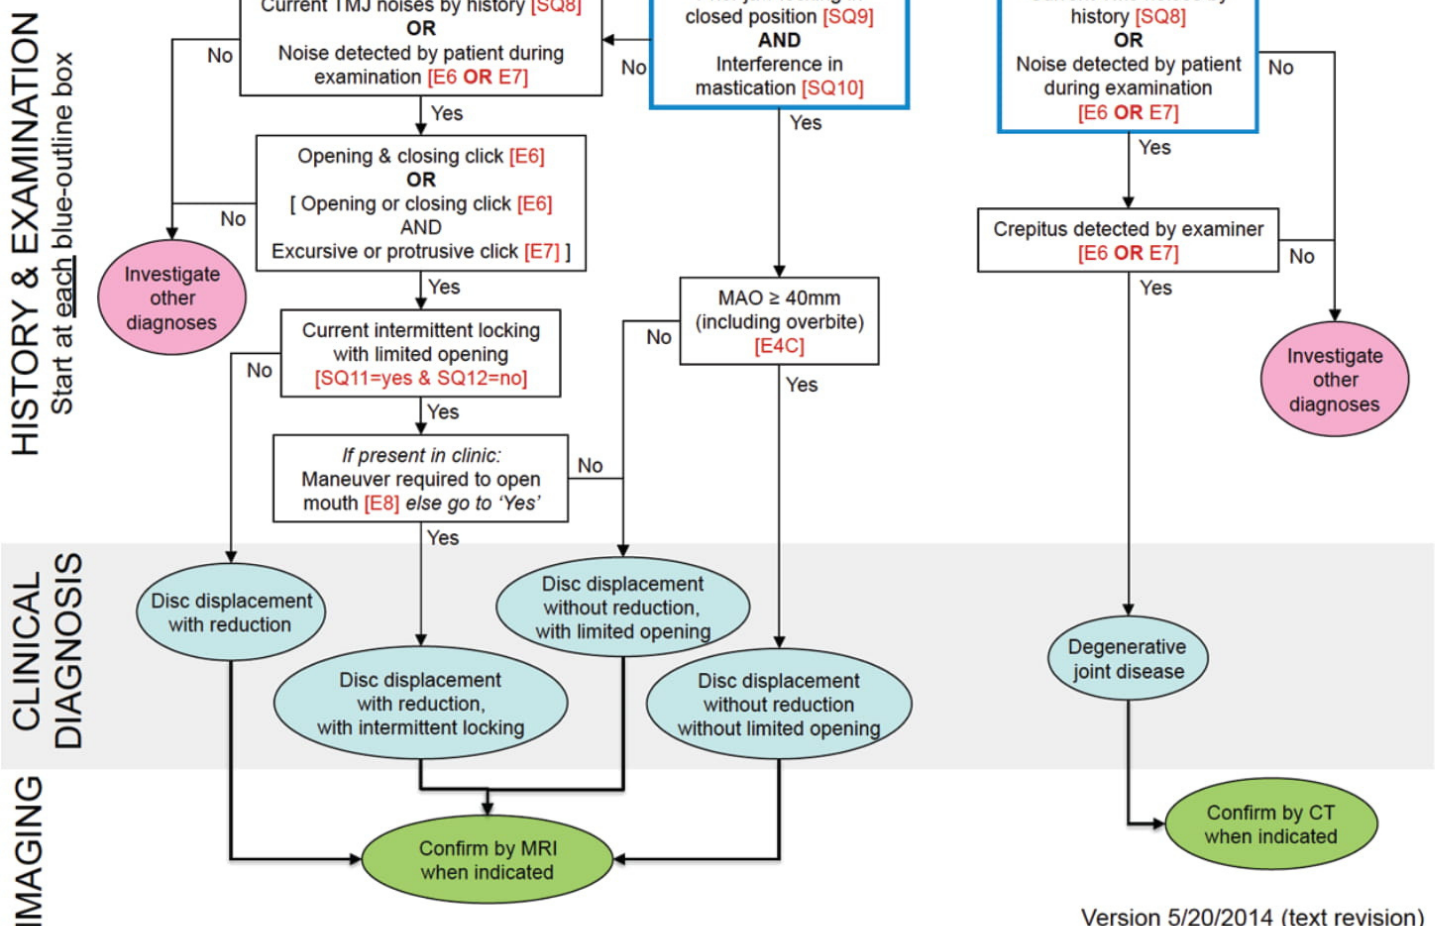 HISTORY & EXAMINATION
Start at each blue-outline box
Current TMJ noises by history [SQ8]
OR
Noise detected by patient during
examination [E6 OR E7]
No
Yes
Opening & closing click [E6]
OR
[ Opening or closing click [E6]
AND
Excursive or protrusive click [E7] ]
No
Yes
Investigate
other
diagnoses
Current intermittent locking
with limited opening
[SQ11=yes & SQ12=no]
No
Yes
If present in clinic:
Maneuver required to open
mouth [E8] else go to ‘Yes’
No
Yes
closed position [SQ9]
AND
Interference in
mastication [SQ10]
No
Yes
MAO ≥ 40mm
(including overbite)
[E4C]
No
Yes
history [SQ8]
OR
Noise detected by patient
during examination
[E6 OR E7]
No
Yes
Crepitus detected by examiner
[E6 OR E7]
No
Yes
Investigate
other
diagnoses
CLINICAL
DIAGNOSIS
Disc displacement
with reduction
Disc displacement
with reduction,
with intermittent locking
Disc displacement
without reduction,
with limited opening
Disc displacement
without reduction
without limited opening
Degenerative
joint disease
IMAGING
Confirm by MRI
when indicated
Confirm by CT
when indicated
Version 5/20/2014 (text revision)